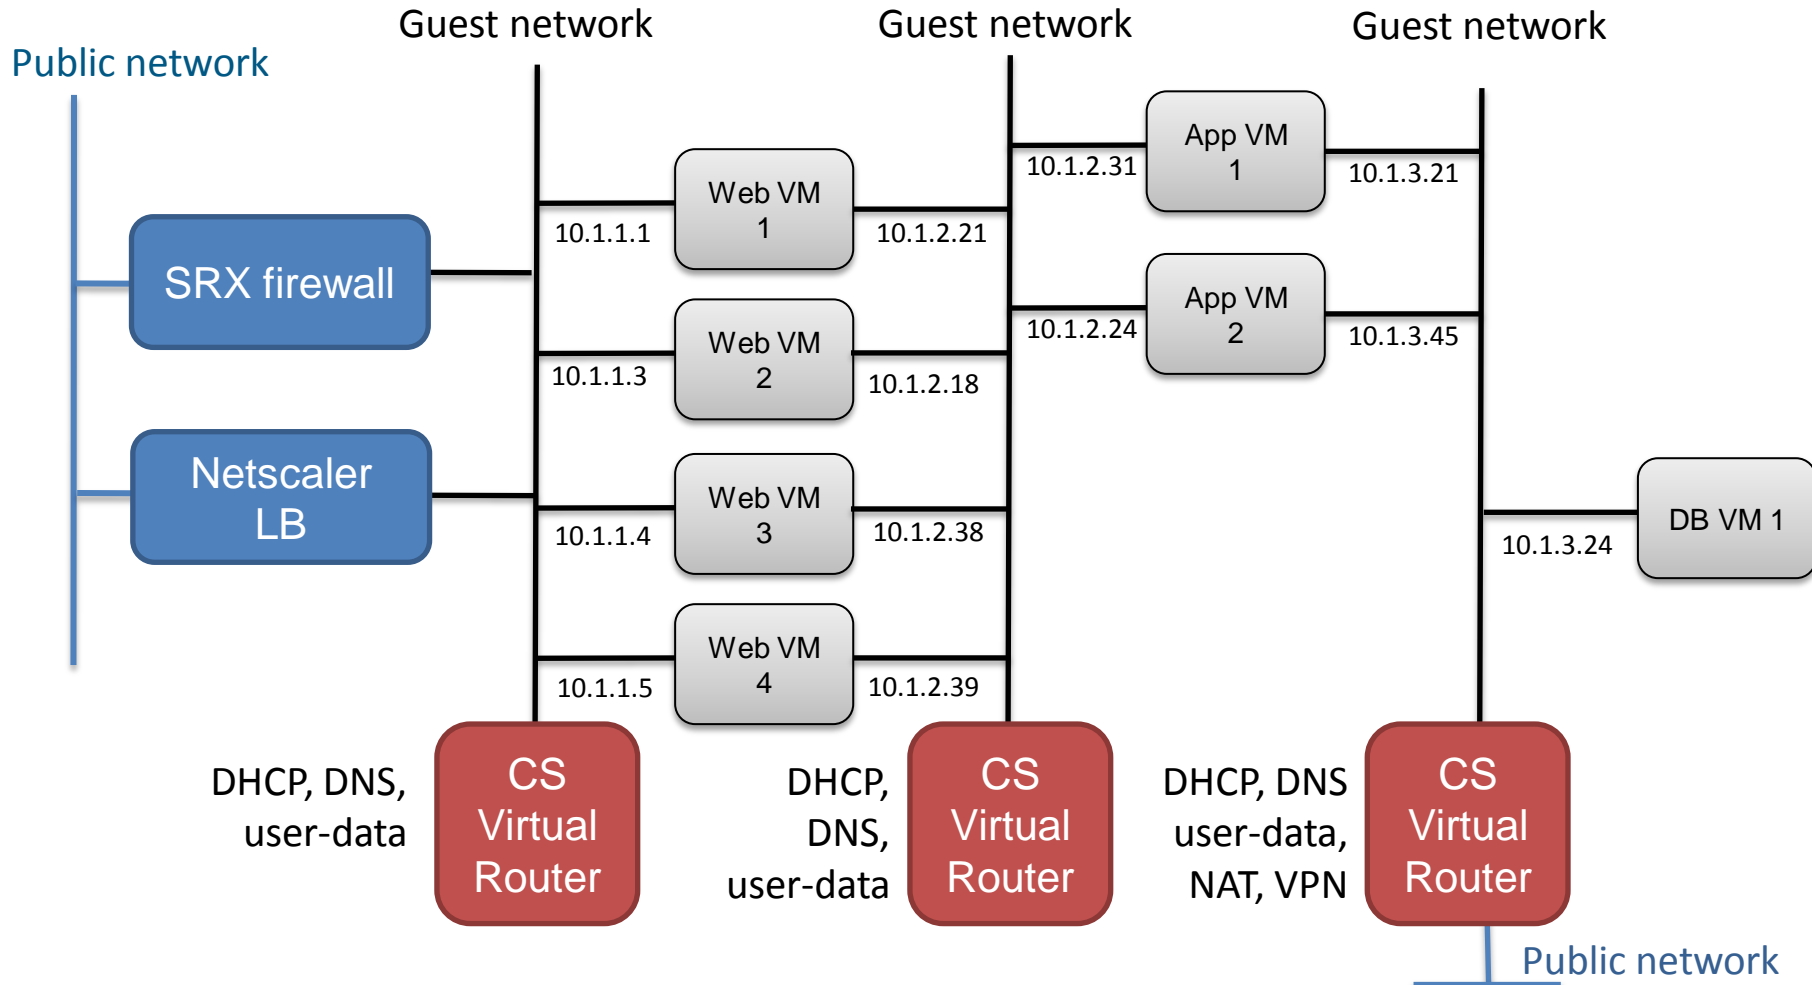 Public network
Guest network
Guest network
Guest network
SRX firewall
Netscaler
LB
10.1.1.1
Web VM
1
10.1.2.21
10.1.1.3
Web VM
2
10.1.2.18
10.1.1.4
Web VM
3
10.1.2.38
10.1.1.5
Web VM
4
10.1.2.39
10.1.2.31
App VM
1
10.1.3.21
10.1.2.24
App VM
2
10.1.3.45
10.1.3.24
DB VM 1
DHCP, DNS,
user-data
CS
Virtual
Router
DHCP,
DNS,
user-data
CS
Virtual
Router
DHCP, DNS
user-data,
NAT, VPN
CS
Virtual
Router
Public network